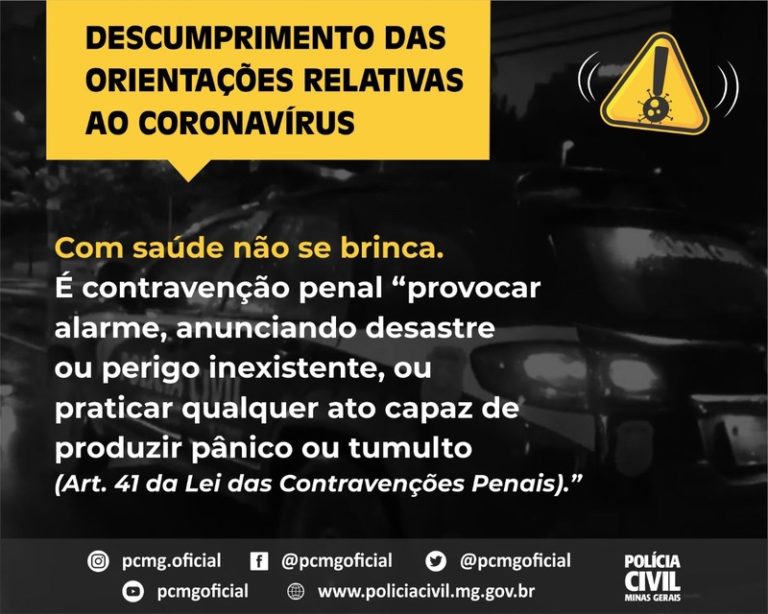 DESCUMPRIMENTO DAS
ORIENTAÇÕES RELATIVAS
AO CORONAVÍRUS
Com saúde não se brinca.
É contravenção penal “provocar
alarme, anunciando desastre
ou perigo inexistente, ou
praticar qualquer ato capaz de
produzir pânico ou tumulto
(Art. 41 da Lei das Contravenções Penais).”
pcmg.oficial @pcmgoficial @pcmgoficial
pcmgoficial www.policiacivil.mg.gov.br
POLÍCIA
CIVIL
MINAS GERAIS